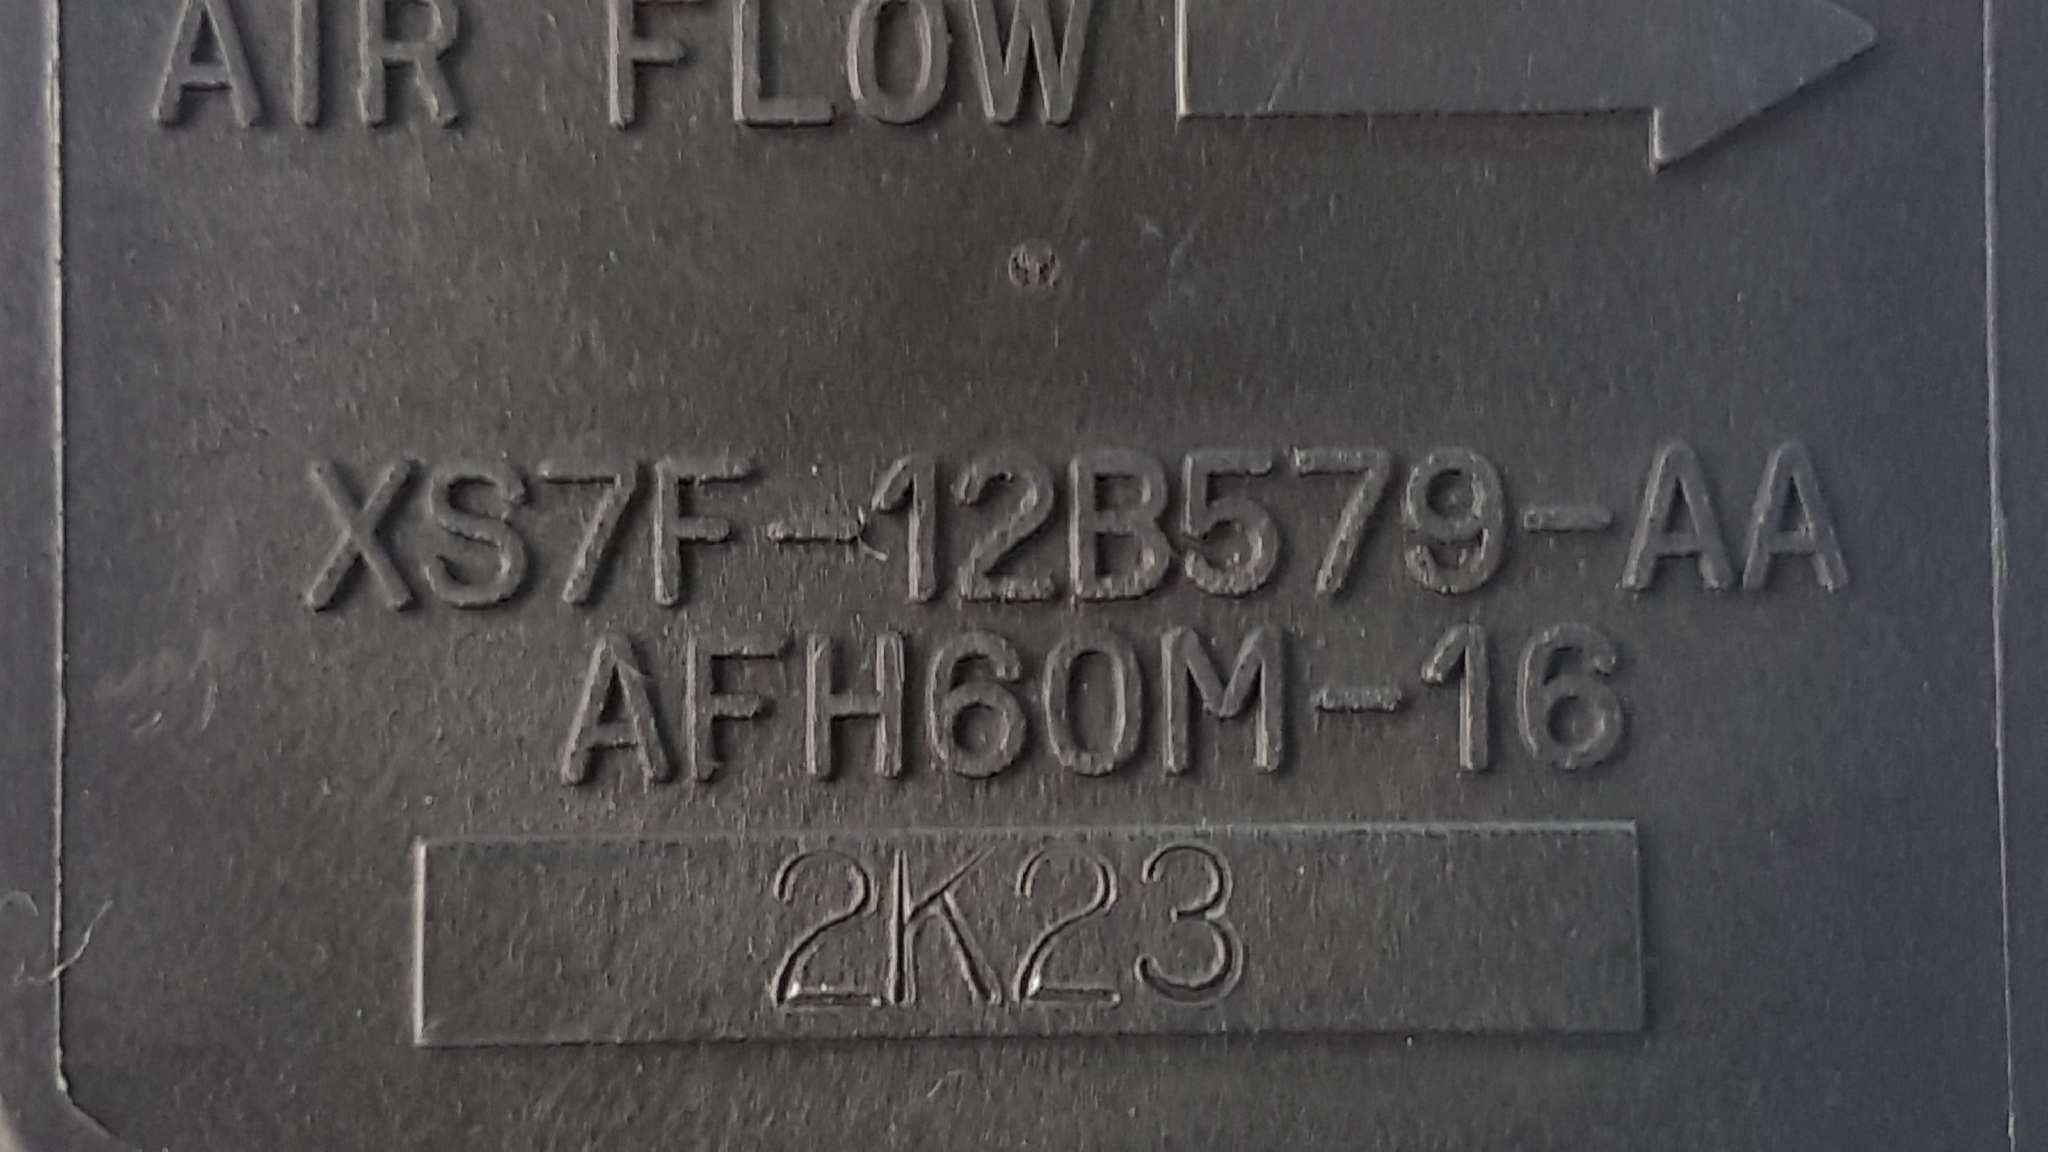 AIR FLOW
XS7F-12B579-AA
AFH60M-16
2K23